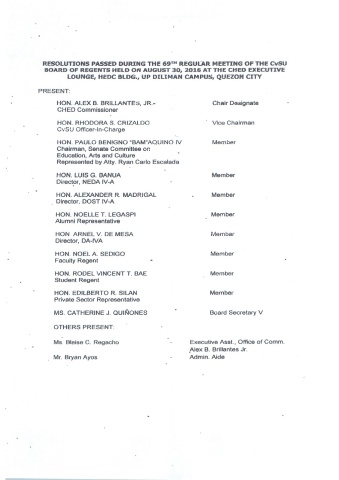 RESOLUTIONS PASSED DURING THE 69TH REGULAR MEETING OF THE CvSU
BOARD OF REGENTS HELD ON AUGUST 30, 2016 AT THE CHED EXECUTIVE
LOUNGE, HEDC BLDG., UP DILIMAN CAMPUS, QUEZON CITY
PRESENT:
HON. ALEX B. BRILLANTES, JR. Chair Designate
CHED Commissioner
HON. RHODORA S. CRIZALDO Vice Chairman
CvSU Officer-in-Charge
HON. PAULO BENIGNO "BAM"AQUINO IV Member
Chairman, Senate Committee on
Education, Arts and Culture
Represented by Atty. Ryan Carlo Escalada
HON. LUIS G. BANUA Member
Director, NEDA IV-A
HON. ALEXANDER R. MADRIGAL Member
Director, DOST IV-A
HON. NOELLE T. LEGASPI Member
Alumni Representative
HON. ARNEL V. DE MESA Member
Director, DA-IVA
HON. NOEL A. SEDIGO Member
Faculty Regent
HON. RODEL VINCENT T. BAE Member
Student Regent
HON. EDILBERTO R. SILAN Member
Private Sector Representative
MS. CATHERINE J. QUIÑONES Board Secretary V
OTHERS PRESENT:
Ms. Bleise C. Regacho - Executive Asst., Office of Comm.
Alex B. Brillantes Jr.
Mr. Bryan Ayos - Admin. Aide